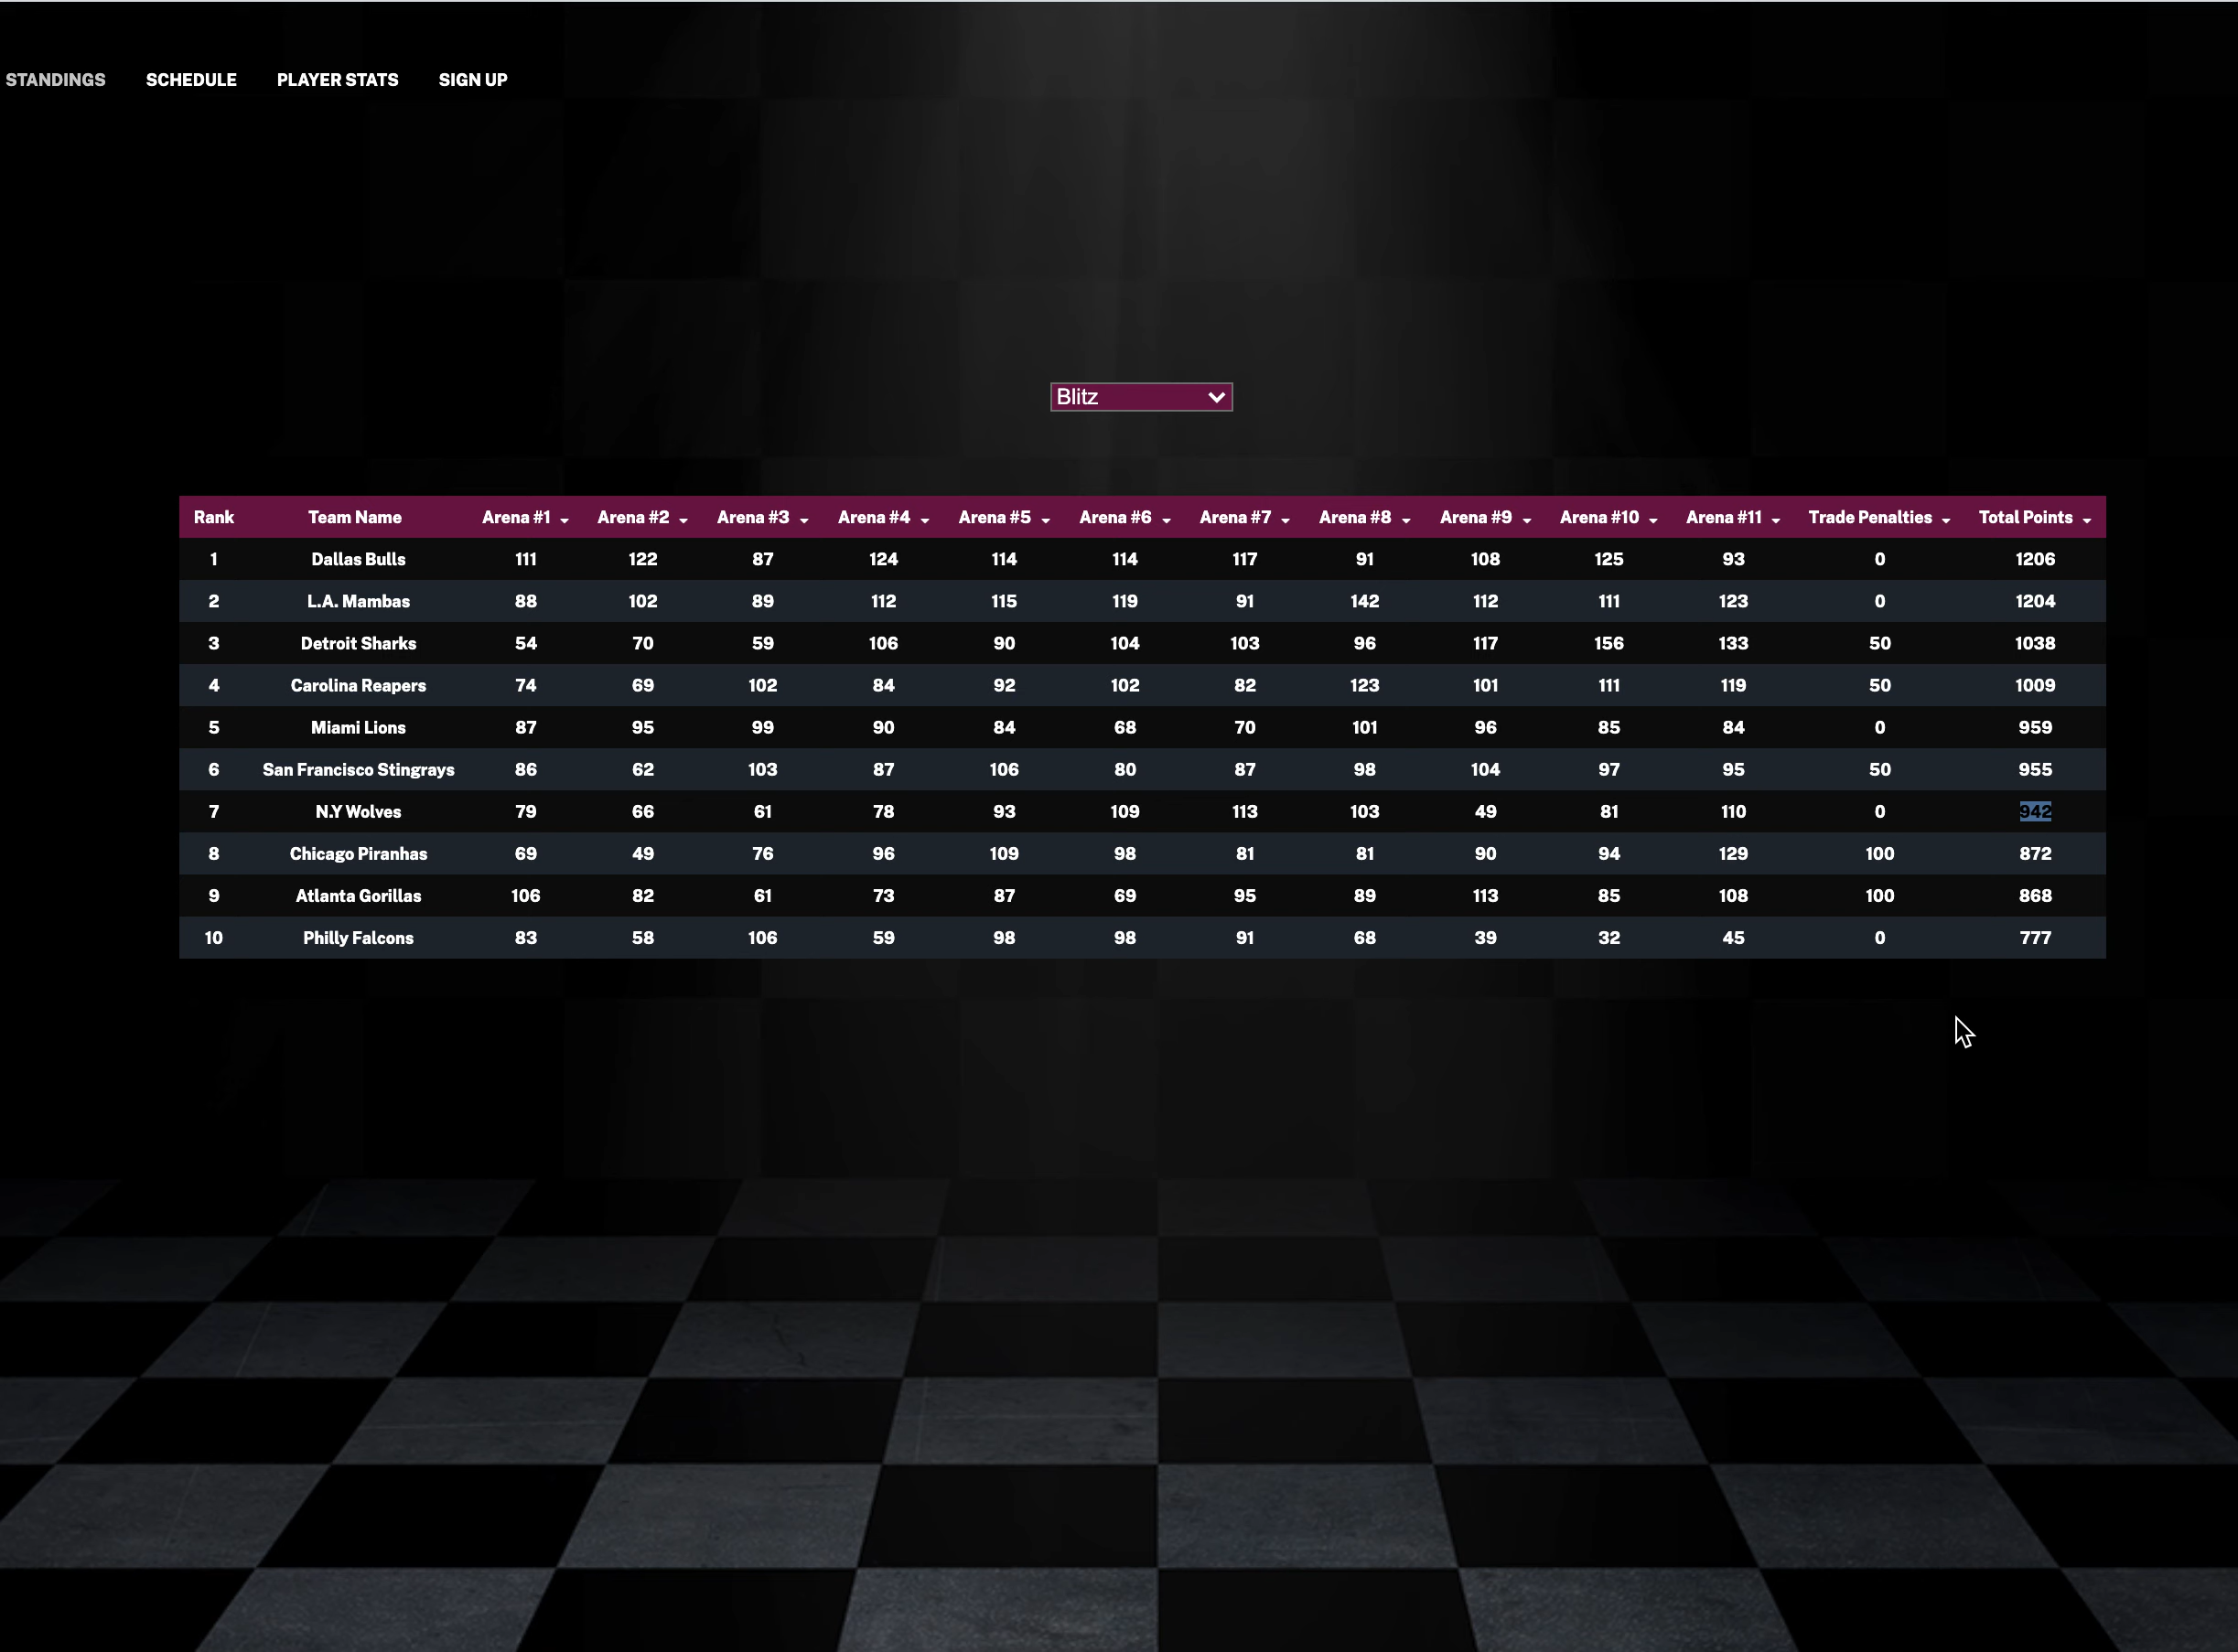 STANDINGS SCHEDULE PLAYER STATS SIGN UP
Blitz
Rank Team Name Arena #1 Arena #2 Arena #3 Arena #4 Arena #5 Arena #6 Arena #7 Arena #8 Arena #9 Arena #10 Arena #11 Trade Penalties Total Points
1 Dallas Bulls 111 122 87 124 114 114 117 91 108 125 93 0 1206
2 L.A. Mambas 88 102 89 112 115 119 91 142 112 111 123 0 1204
3 Detroit Sharks 54 70 59 106 90 104 103 96 117 156 133 50 1038
4 Carolina Reapers 74 69 102 84 92 102 82 123 101 111 119 50 1009
5 Miami Lions 87 95 99 90 84 68 70 101 96 85 84 0 959
6 San Francisco Stingrays 86 62 103 87 106 80 87 98 104 97 95 50 955
7 N.Y Wolves 79 66 61 78 93 109 113 103 49 81 110 0 942
8 Chicago Piranhas 69 49 76 96 109 98 81 81 90 94 129 100 872
9 Atlanta Gorillas 106 82 61 73 87 69 95 89 113 85 108 100 868
10 Philly Falcons 83 58 106 59 98 98 91 68 39 32 45 0 777